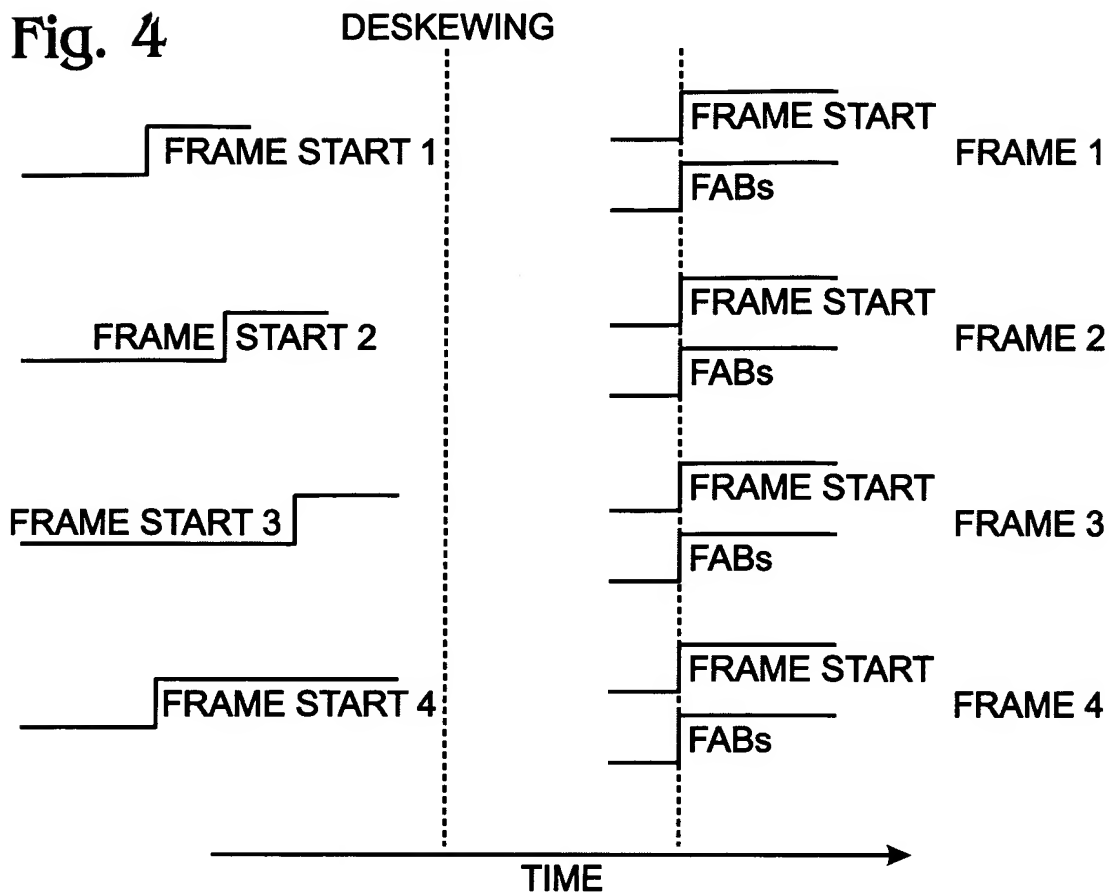 Fig. 4
DESKEWING
FRAME START 1
FRAME START
FABs
FRAME 1
FRAME START 2
FRAME START
FABs
FRAME 2
FRAME START 3
FRAME START
FABs
FRAME 3
FRAME START 4
FRAME START
FABs
FRAME 4
TIME